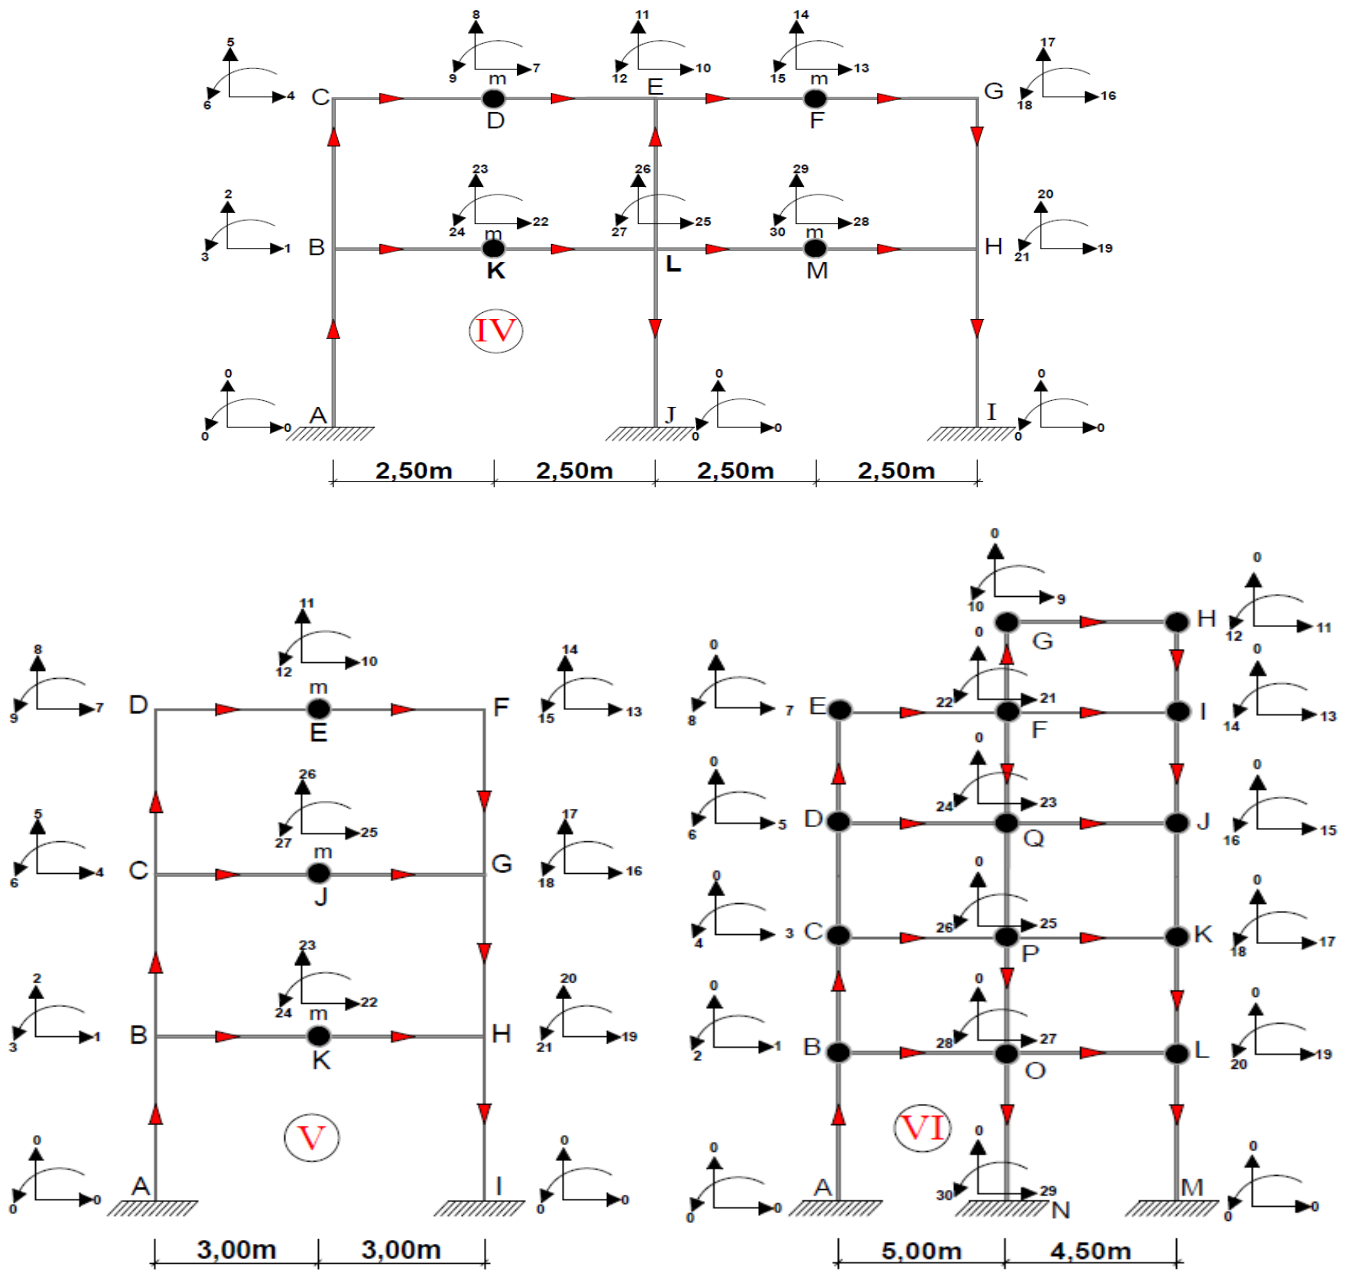 8 11 14
5 17
9 m 7 12 10 15 m 13
6 4 C E G 18 16
D F
23 26 29
2 20
24 22 27 25 30 28
3 1 B m m H 21 19
K L M
IV
0 0 0
A J I
0 0 0 0 0 0
2,50m 2,50m 2,50m 2,50m
0
11 0
10 9
8 14 G H
12 10 0 12 11
m 0 0
9 7 D F 15 13 22 21
E 8 7 E F I 14 13
26 0 0 0
5 17
27 25 24 23
m 6 5 D Q J 16 15
6 4 C G 18 16
J 0 0 0
23 26 25
4 3 C P K 18 17
2 20
24 22 0 0 0
m
3 1 B H 21 19 28 27
K 2 1 B O L 20 19
V VI
0 0 0 0 0
A I A M
0 0 0 0 30 29
0 0 N 0 0
3,00m 3,00m 5,00m 4,50m